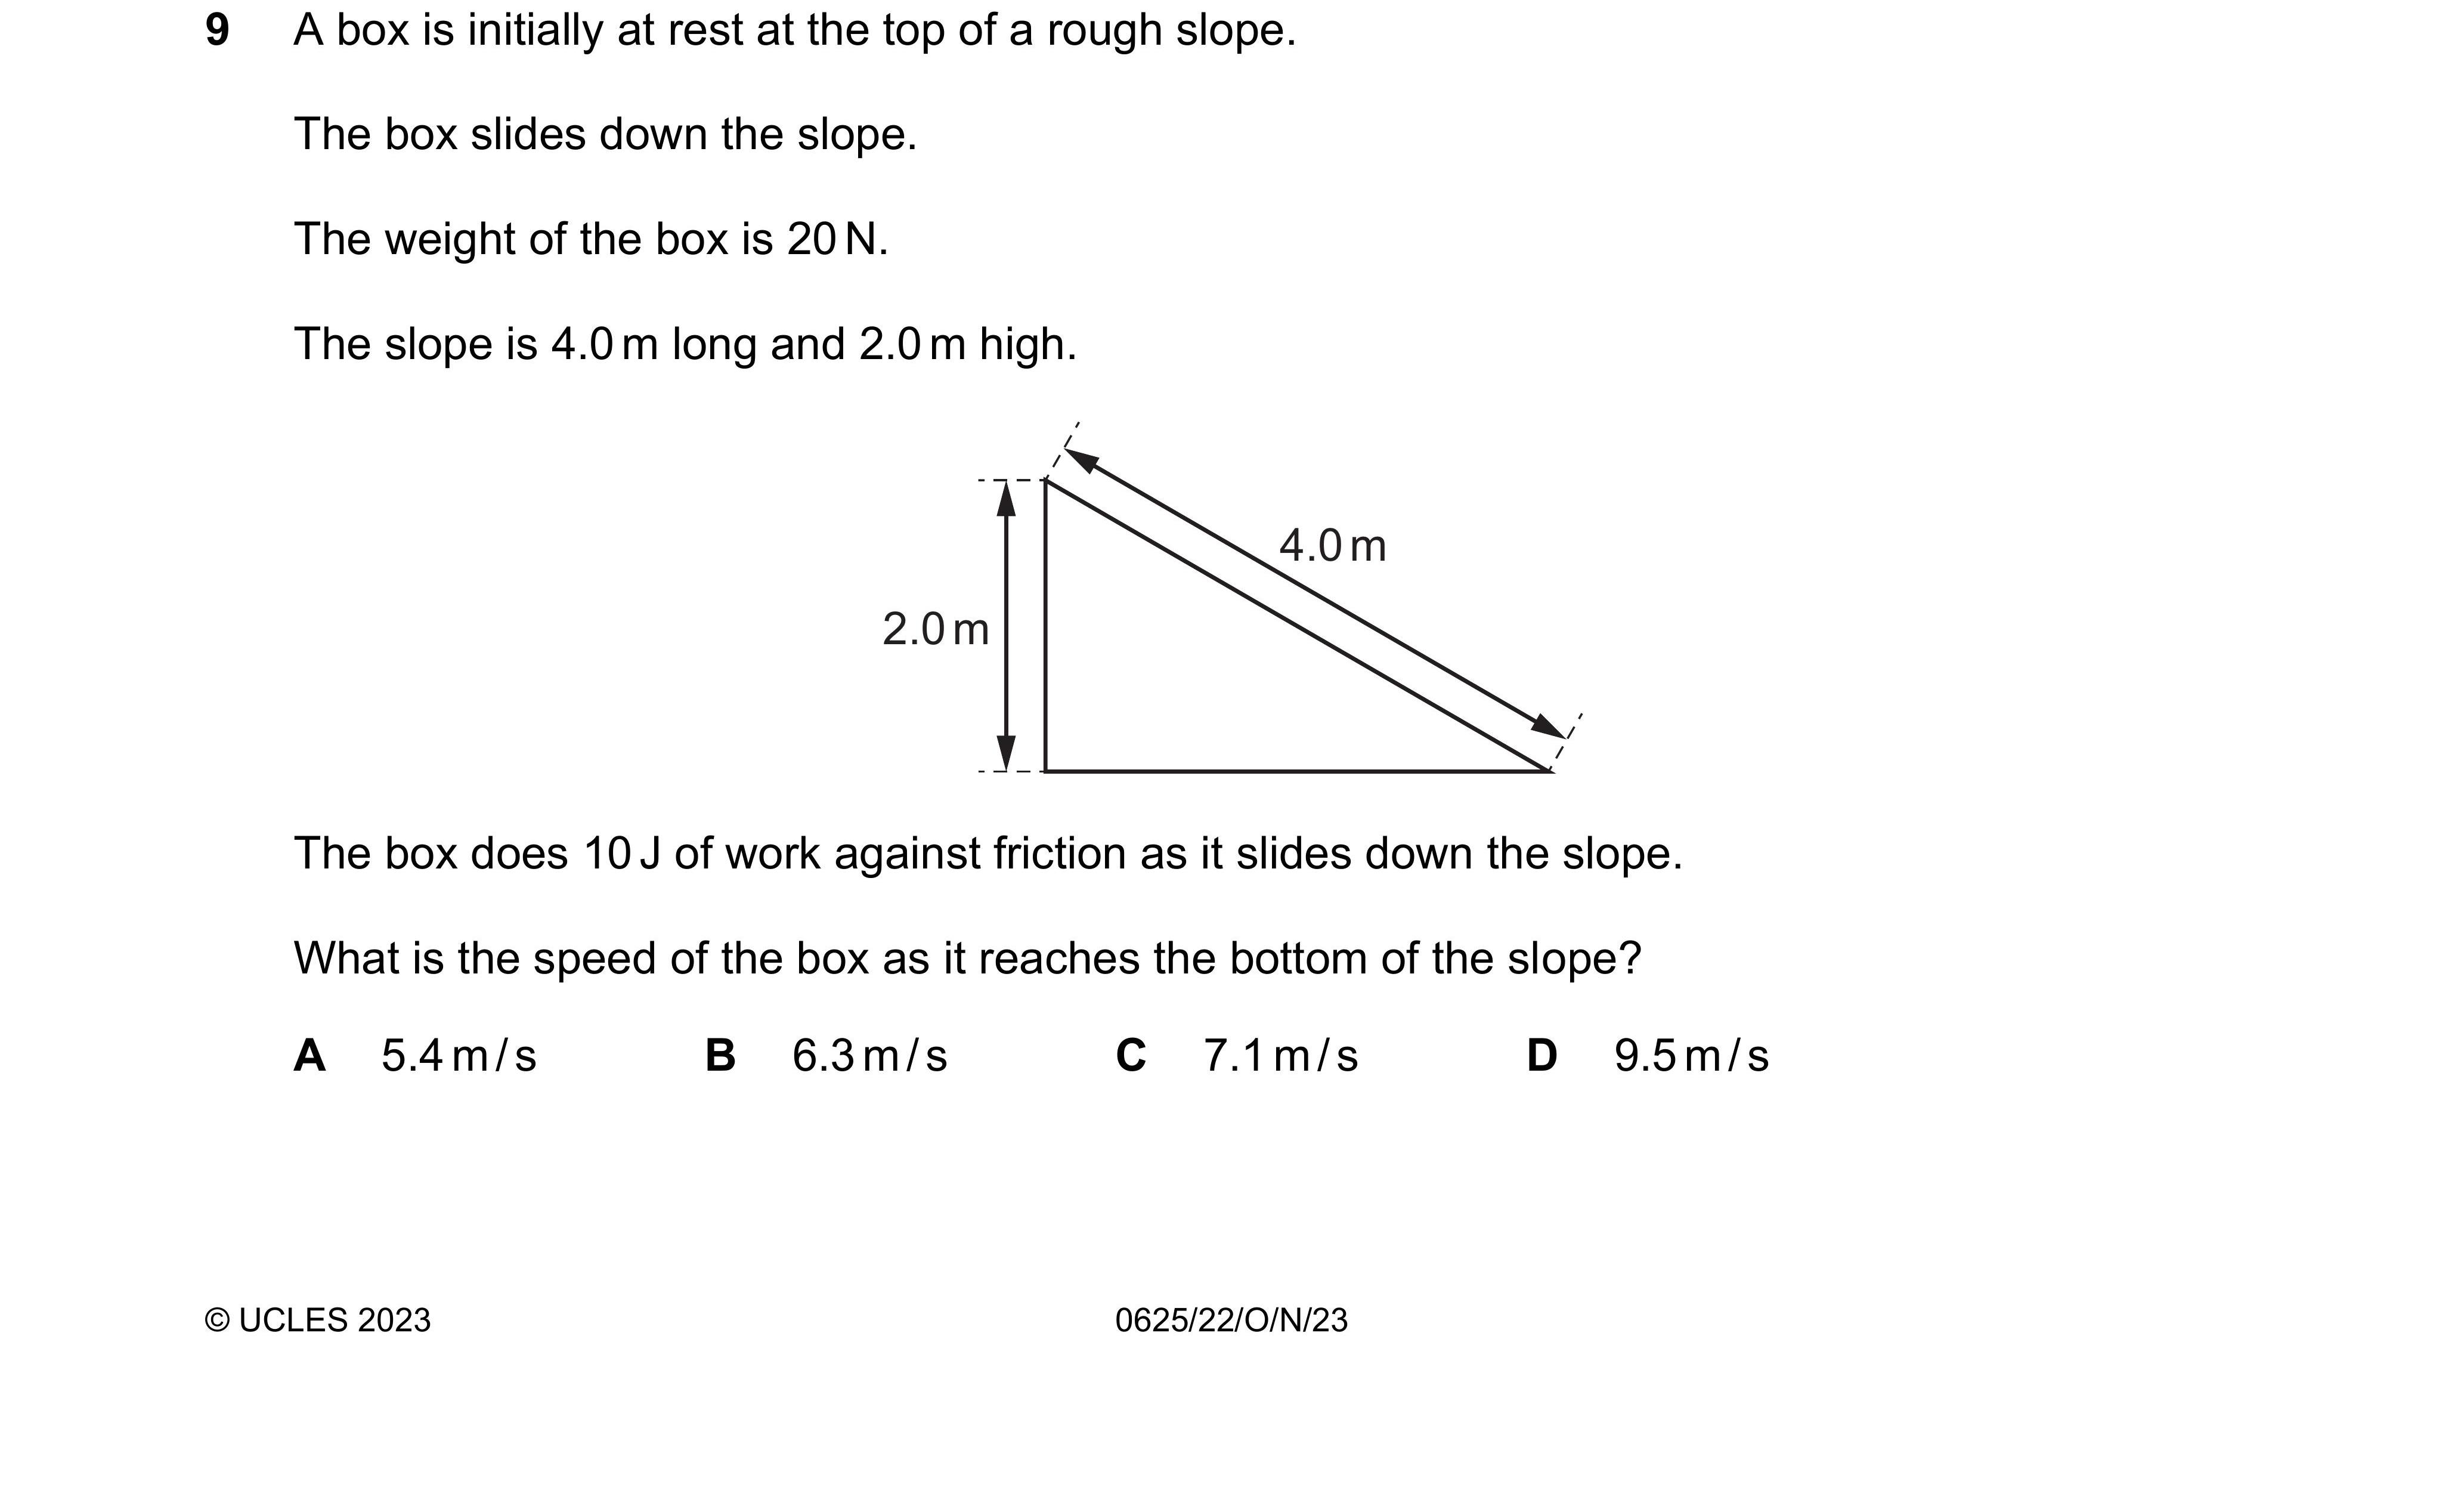 9 A box is initially at rest at the top of a rough slope.
The box slides down the slope.
The weight of the box is 20 N.
The slope is 4.0 m long and 2.0 m high.
4.0 m
2.0 m
The box does 10 J of work against friction as it slides down the slope.
What is the speed of the box as it reaches the bottom of the slope?
A 5.4 m / s B 6.3 m / s C 7.1 m / s D 9.5 m / s
© UCLES 2023 0625/22/O/N/23